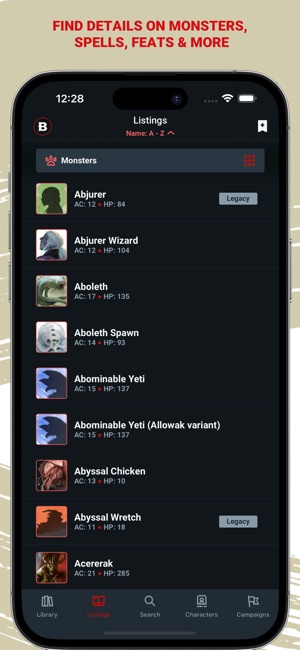 FIND DETAILS ON MONSTERS,
SPELLS, FEATS & MORE
12:28
B
Listings
Name: A - Z
Monsters
Abjurer
AC: 12 • HP: 84
Legacy
Abjurer Wizard
AC: 12 • HP: 104
Aboleth
AC: 17 • HP: 135
Aboleth Spawn
AC: 14 • HP: 93
Abominable Yeti
AC: 15 • HP: 137
Abominable Yeti (Allowak variant)
AC: 15 • HP: 137
Abyssal Chicken
AC: 13 • HP: 10
Abyssal Wretch
AC: 11 • HP: 18
Legacy
Acererak
AC: 21 • HP: 285
Library
Listings
Search
Characters
Campaigns